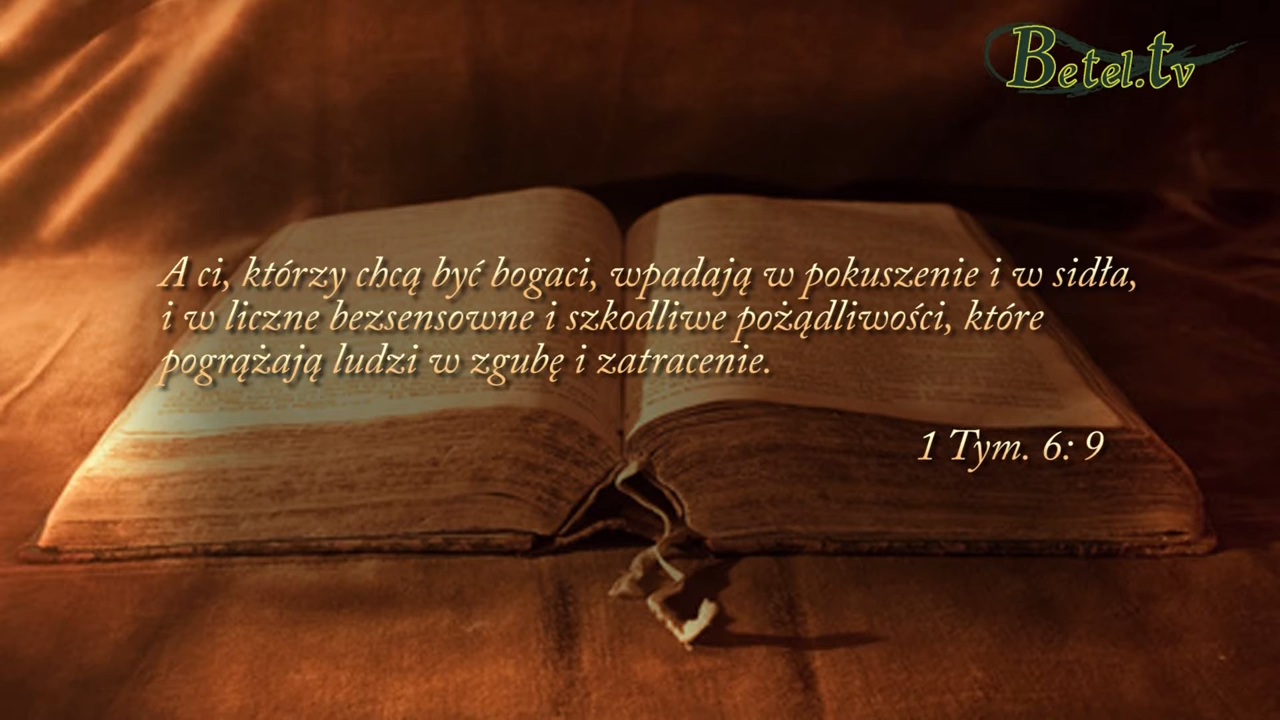 Betel.tv
A ci, którzy chcą być bogaci, wpadają w pokuszenie i w sidła,
i w liczne bezsensowne i szkodliwe pożądliwości, które
pogrążają ludzi w zgubę i zatracenie.
1 Tym. 6: 9